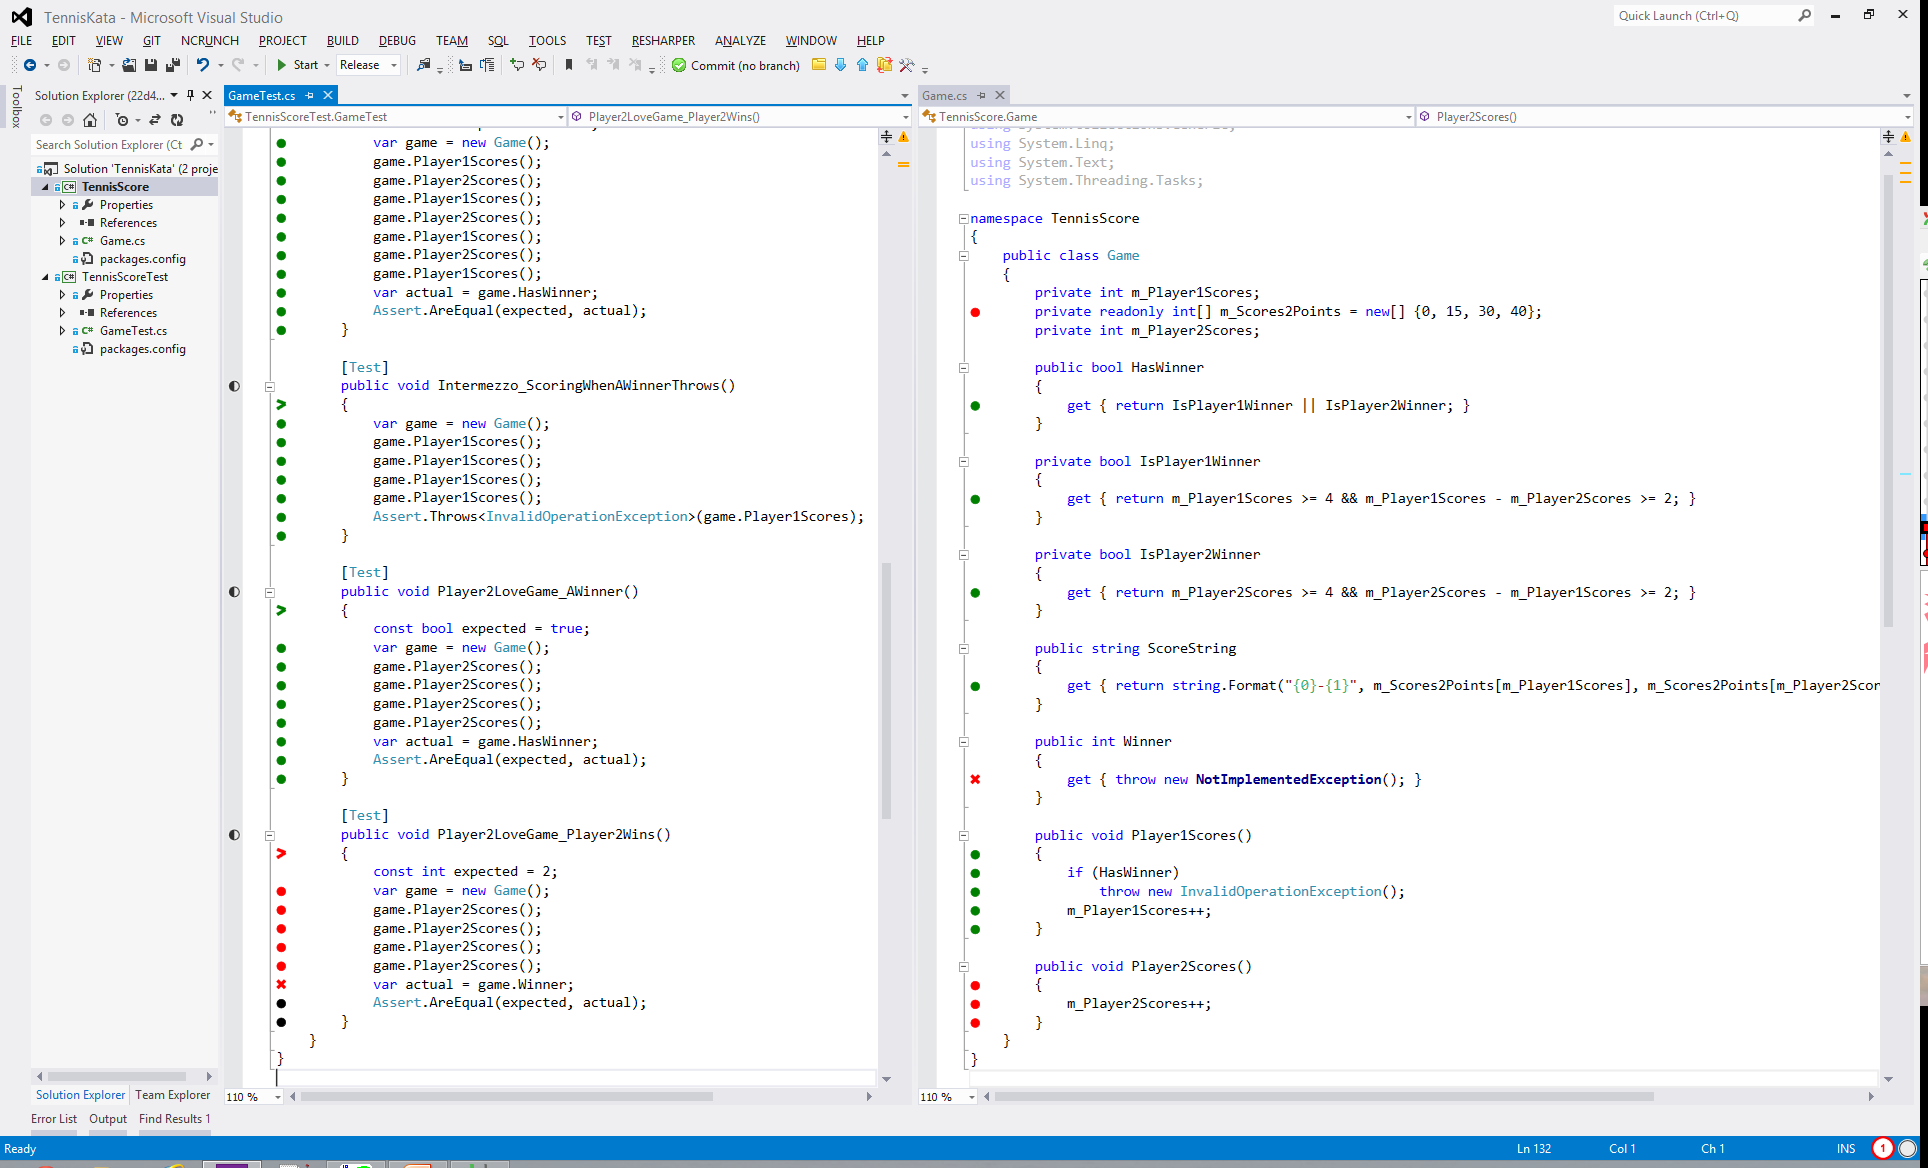 TennisKata - Microsoft Visual Studio
Quick Launch (Ctrl+Q)
FILE EDIT VIEW GIT NCRUNCH PROJECT BUILD DEBUG TEAM SQL TOOLS TEST RESHARPER ANALYZE WINDOW HELP
Start Release Commit (no branch)
Toolbox
Solution Explorer (22d4...
Search Solution Explorer (Ct
Solution 'TennisKata' (2 proje
TennisScore
Properties
References
Game.cs
packages.config
TennisScoreTest
Properties
References
GameTest.cs
packages.config
Solution Explorer Team Explorer
Error List Output Find Results 1
GameTest.cs
TennisScoreTest.GameTest Player2LoveGame_Player2Wins()
var game = new Game();
game.Player1Scores();
game.Player2Scores();
game.Player1Scores();
game.Player2Scores();
game.Player1Scores();
game.Player2Scores();
game.Player1Scores();
var actual = game.HasWinner;
Assert.AreEqual(expected, actual);
}
[Test]
public void Intermezzo_ScoringWhenAWinnerThrows()
{
var game = new Game();
game.Player1Scores();
game.Player1Scores();
game.Player1Scores();
game.Player1Scores();
Assert.Throws<InvalidOperationException>(game.Player1Scores);
}
[Test]
public void Player2LoveGame_AWinner()
{
const bool expected = true;
var game = new Game();
game.Player2Scores();
game.Player2Scores();
game.Player2Scores();
game.Player2Scores();
var actual = game.HasWinner;
Assert.AreEqual(expected, actual);
}
[Test]
public void Player2LoveGame_Player2Wins()
{
const int expected = 2;
var game = new Game();
game.Player2Scores();
game.Player2Scores();
game.Player2Scores();
game.Player2Scores();
var actual = game.Winner;
Assert.AreEqual(expected, actual);
}
}
}
110 %
Game.cs
TennisScore.Game Player2Scores()
using System.Collections.Generic;
using System.Linq;
using System.Text;
using System.Threading.Tasks;
namespace TennisScore
{
public class Game
{
private int m_Player1Scores;
private readonly int[] m_Scores2Points = new[] {0, 15, 30, 40};
private int m_Player2Scores;
public bool HasWinner
{
get { return IsPlayer1Winner || IsPlayer2Winner; }
}
private bool IsPlayer1Winner
{
get { return m_Player1Scores >= 4 && m_Player1Scores - m_Player2Scores >= 2; }
}
private bool IsPlayer2Winner
{
get { return m_Player2Scores >= 4 && m_Player2Scores - m_Player1Scores >= 2; }
}
public string ScoreString
{
get { return string.Format("{0}-{1}", m_Scores2Points[m_Player1Scores], m_Scores2Points[m_Player2Scor
}
public int Winner
{
get { throw new NotImplementedException(); }
}
public void Player1Scores()
{
if (HasWinner)
throw new InvalidOperationException();
m_Player1Scores++;
}
public void Player2Scores()
{
m_Player2Scores++;
}
}
}
110 %
Ready Ln 132 Col 1 Ch 1 INS 1